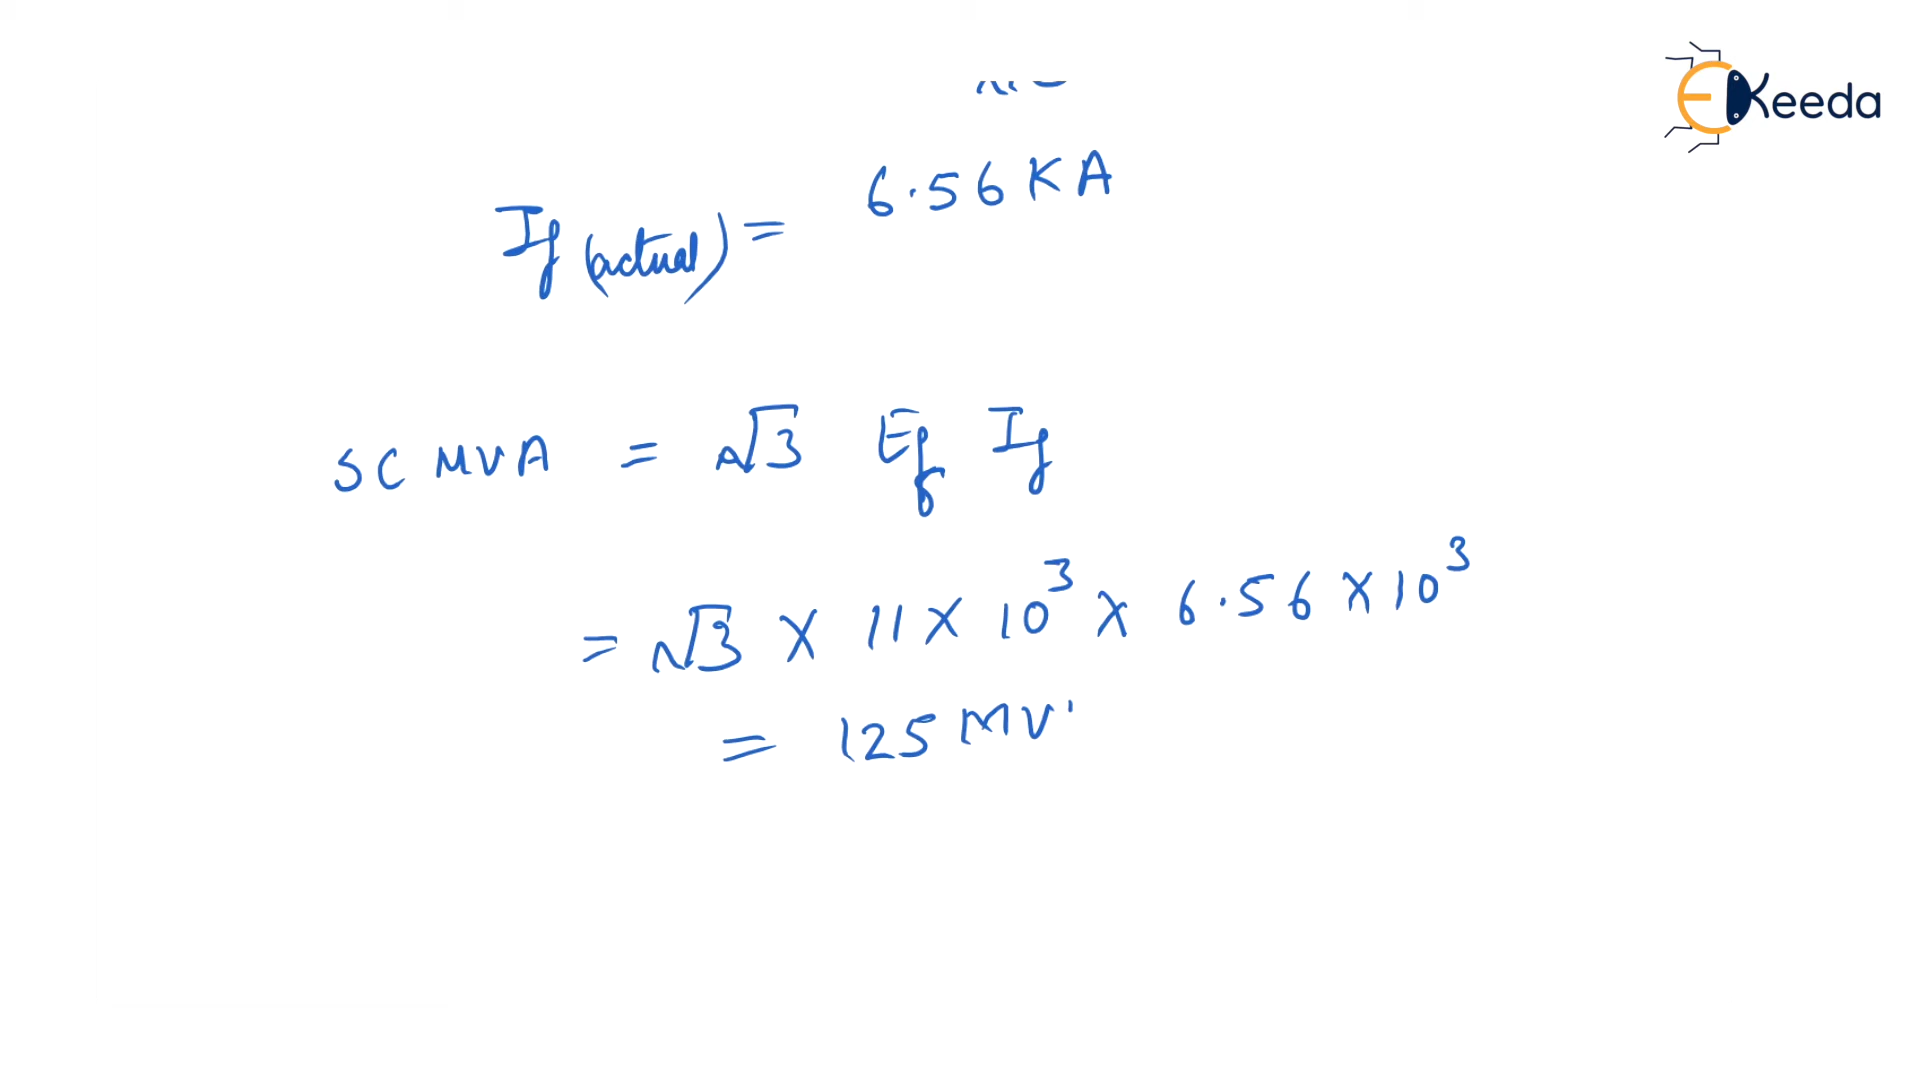 EKeeda
If (actual) = 6.56 KA
SC MVA = √3 Ef If
= √3 X 11 X 10³ X 6.56 X 10³
= 125 MV